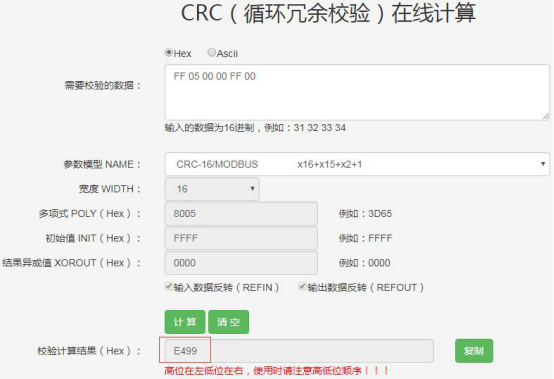 CRC（循环冗余校验）在线计算
Hex Ascii
需要校验的数据：
FF 05 00 00 FF 00
输入的数据为16进制，例如：31 32 33 34
参数模型 NAME： CRC-16/MODBUS x16+x15+x2+1
宽度 WIDTH： 16
多项式 POLY（Hex）： 8005 例如：3D65
初始值 INIT（Hex）： FFFF 例如：FFFF
结果异或值 XOROUT（Hex）： 0000 例如：0000
输入数据反转（REFIN） 输出数据反转（REFOUT）
计算 清空
校验计算结果（Hex）： E499 复制
高位在左低位在右，使用时请注意高低位顺序！！！